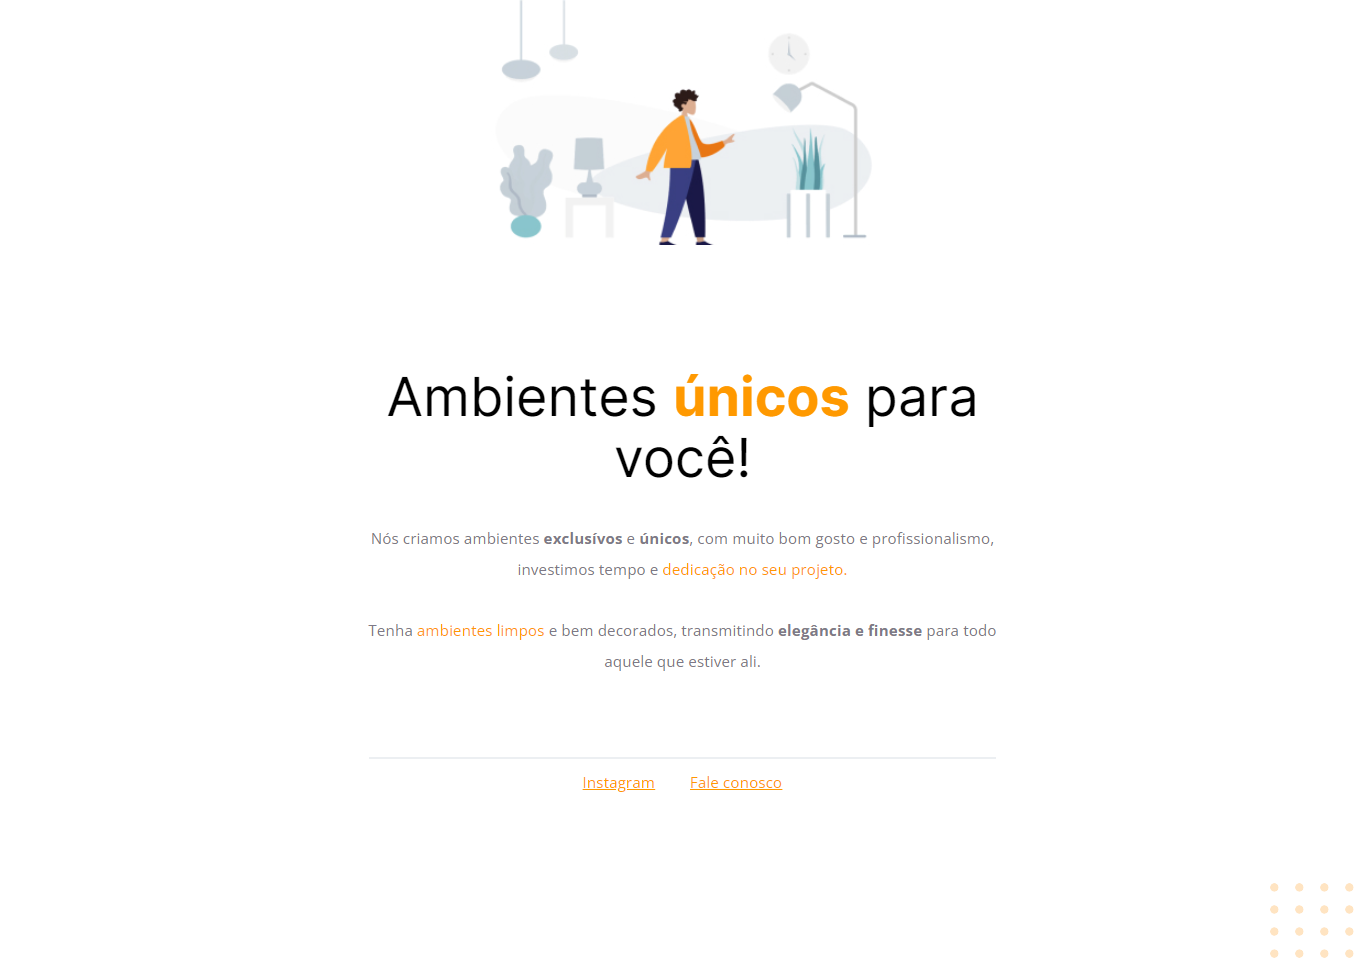 Ambientes únicos para
você!
Nós criamos ambientes exclusívos e únicos, com muito bom gosto e profissionalismo,
investimos tempo e dedicação no seu projeto.
Tenha ambientes limpos e bem decorados, transmitindo elegância e finesse para todo
aquele que estiver ali.
Instagram Fale conosco